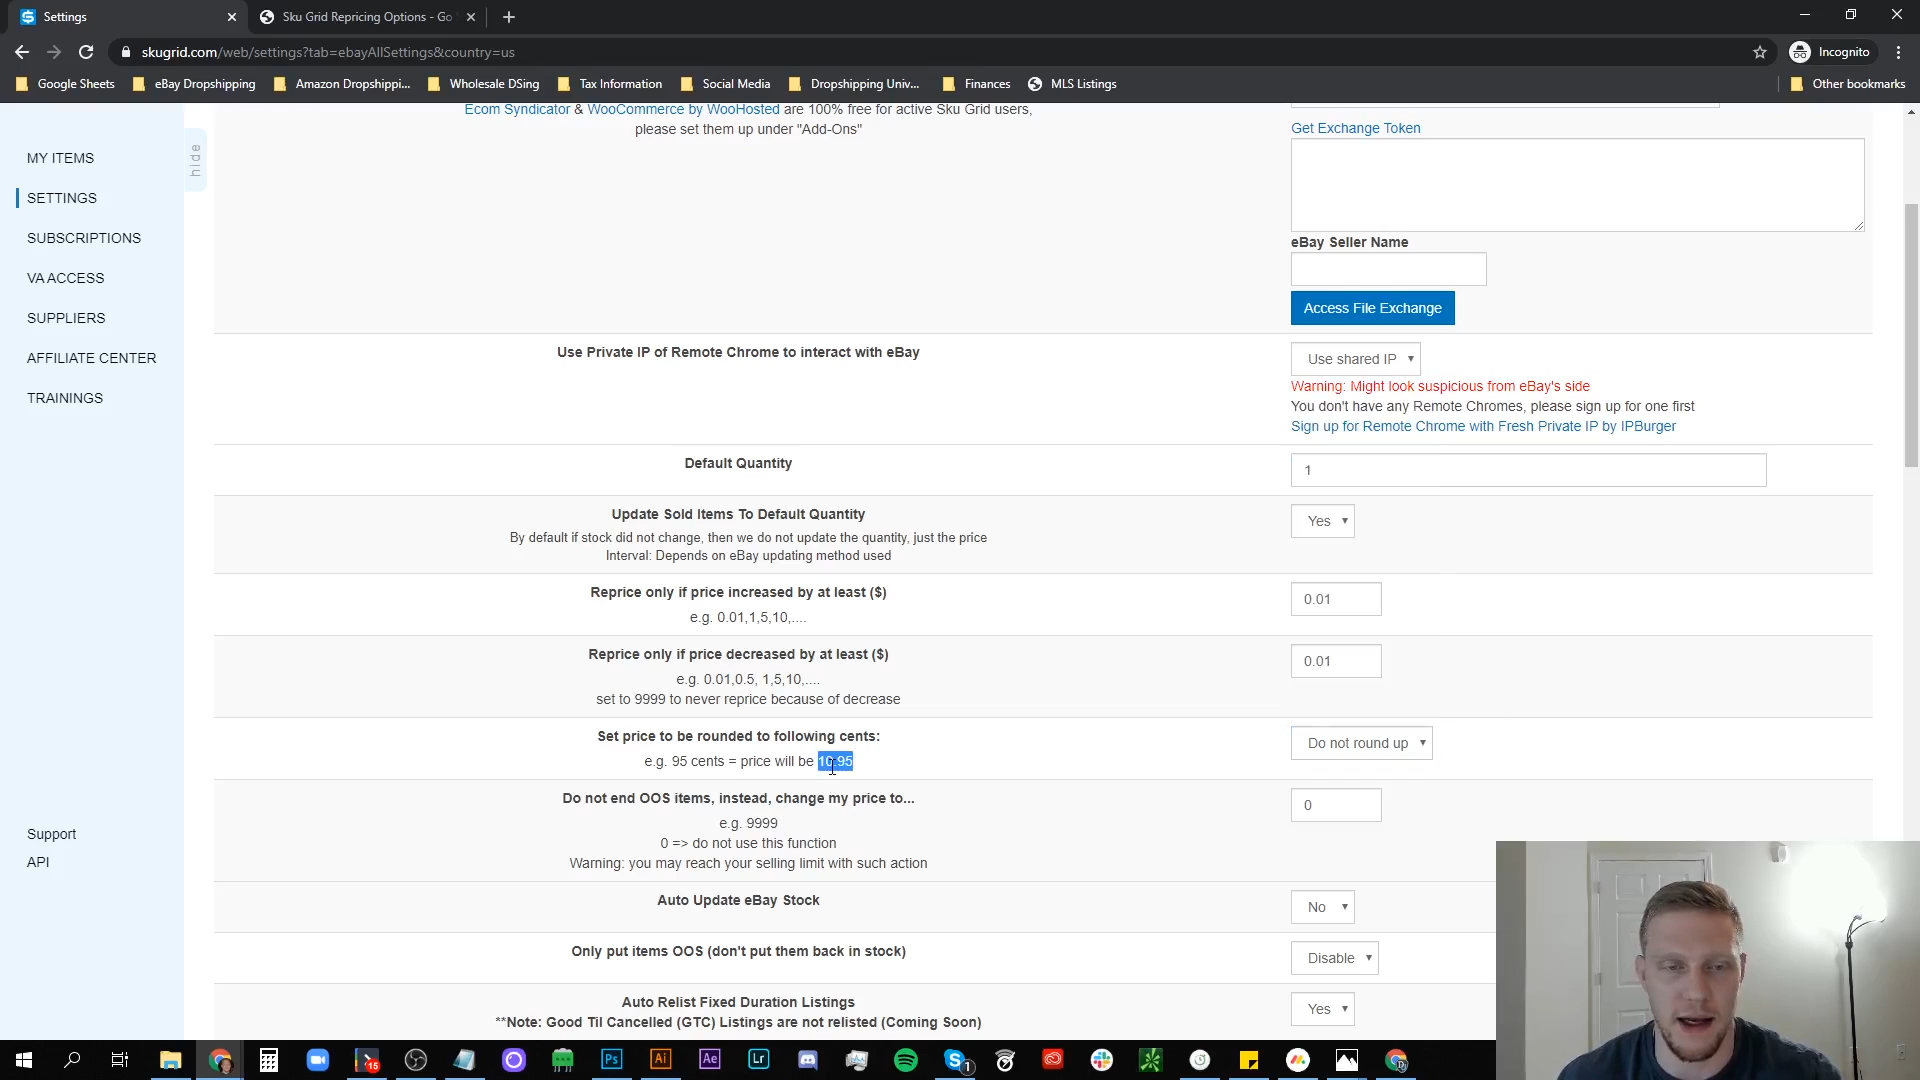 Settings
Sku Grid Repricing Options - Go
skugrid.com/web/settings?tab=ebayAllSettings&country=us
Incognito
Google Sheets
eBay Dropshipping
Amazon Dropshippi...
Wholesale DSing
Tax Information
Social Media
Dropshipping Univ...
Finances
MLS Listings
Other bookmarks
hide
MY ITEMS
SETTINGS
SUBSCRIPTIONS
VA ACCESS
SUPPLIERS
AFFILIATE CENTER
TRAININGS
Support
API
Ecom Syndicator & WooCommerce by WooHosted are 100% free for active Sku Grid users,
please set them up under "Add-Ons"
Get Exchange Token
eBay Seller Name
Access File Exchange
Use Private IP of Remote Chrome to interact with eBay
Use shared IP
Warning: Might look suspicious from eBay's side
You don't have any Remote Chromes, please sign up for one first
Sign up for Remote Chrome with Fresh Private IP by IPBurger
Default Quantity
1
Update Sold Items To Default Quantity
Yes
By default if stock did not change, then we do not update the quantity, just the price
Interval: Depends on eBay updating method used
Reprice only if price increased by at least ($)
0.01
e.g. 0.01,1,5,10,....
Reprice only if price decreased by at least ($)
0.01
e.g. 0.01,0.5, 1,5,10,....
set to 9999 to never reprice because of decrease
Set price to be rounded to following cents:
Do not round up
e.g. 95 cents = price will be 10.95
Do not end OOS items, instead, change my price to...
0
e.g. 9999
0 => do not use this function
Warning: you may reach your selling limit with such action
Auto Update eBay Stock
No
Only put items OOS (don't put them back in stock)
Disable
Auto Relist Fixed Duration Listings
Yes
**Note: Good Til Cancelled (GTC) Listings are not relisted (Coming Soon)
15
Ps
Ai
Ae
Lr
1